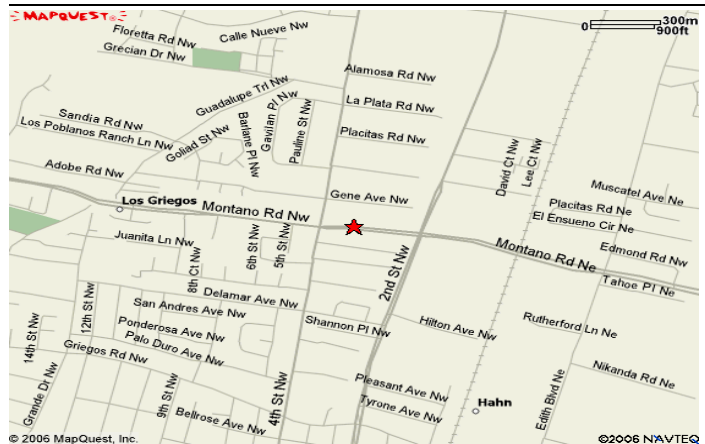 MAPQUEST
Floretta Rd Nw
Calle Nueve Nw
0 300m
900ft
Grecian Dr Nw
Alamosa Rd Nw
Guadalupe Trl Nw
La Plata Rd Nw
Sandia Rd Nw
Los Poblanos Ranch Ln Nw
Goliad St Nw
Barlane Pl Nw
Gavilan Pl Nw
Pauline St Nw
Placitas Rd Nw
David Ct Nw
Lee Ct Nw
Adobe Rd Nw
Gene Ave Nw
Muscatel Ave Ne
Placitas Rd Ne
El Ensueno Cir Ne
Los Griegos
Montano Rd Nw
Juanita Ln Nw
8th Ct Nw
6th St Nw
5th St Nw
2nd St Nw
Montano Rd Ne
Edmond Rd Nw
Tahoe Pl Ne
12th St Nw
Delamar Ave Nw
San Andres Ave Nw
14th St Nw
Ponderosa Ave Nw
Palo Duro Ave Nw
Shannon Pl Nw
Hilton Ave Nw
Rutherford Ln Ne
Griegos Rd Nw
Grande Dr Nw
9th St Nw
4th St Nw
Pleasant Ave Nw
Tyrone Ave Nw
Hahn
Edith Blvd Ne
Nikanda Rd Ne
Bellrose Ave Nw
© 2006 MapQuest, Inc.
©2006 NAVTEQ